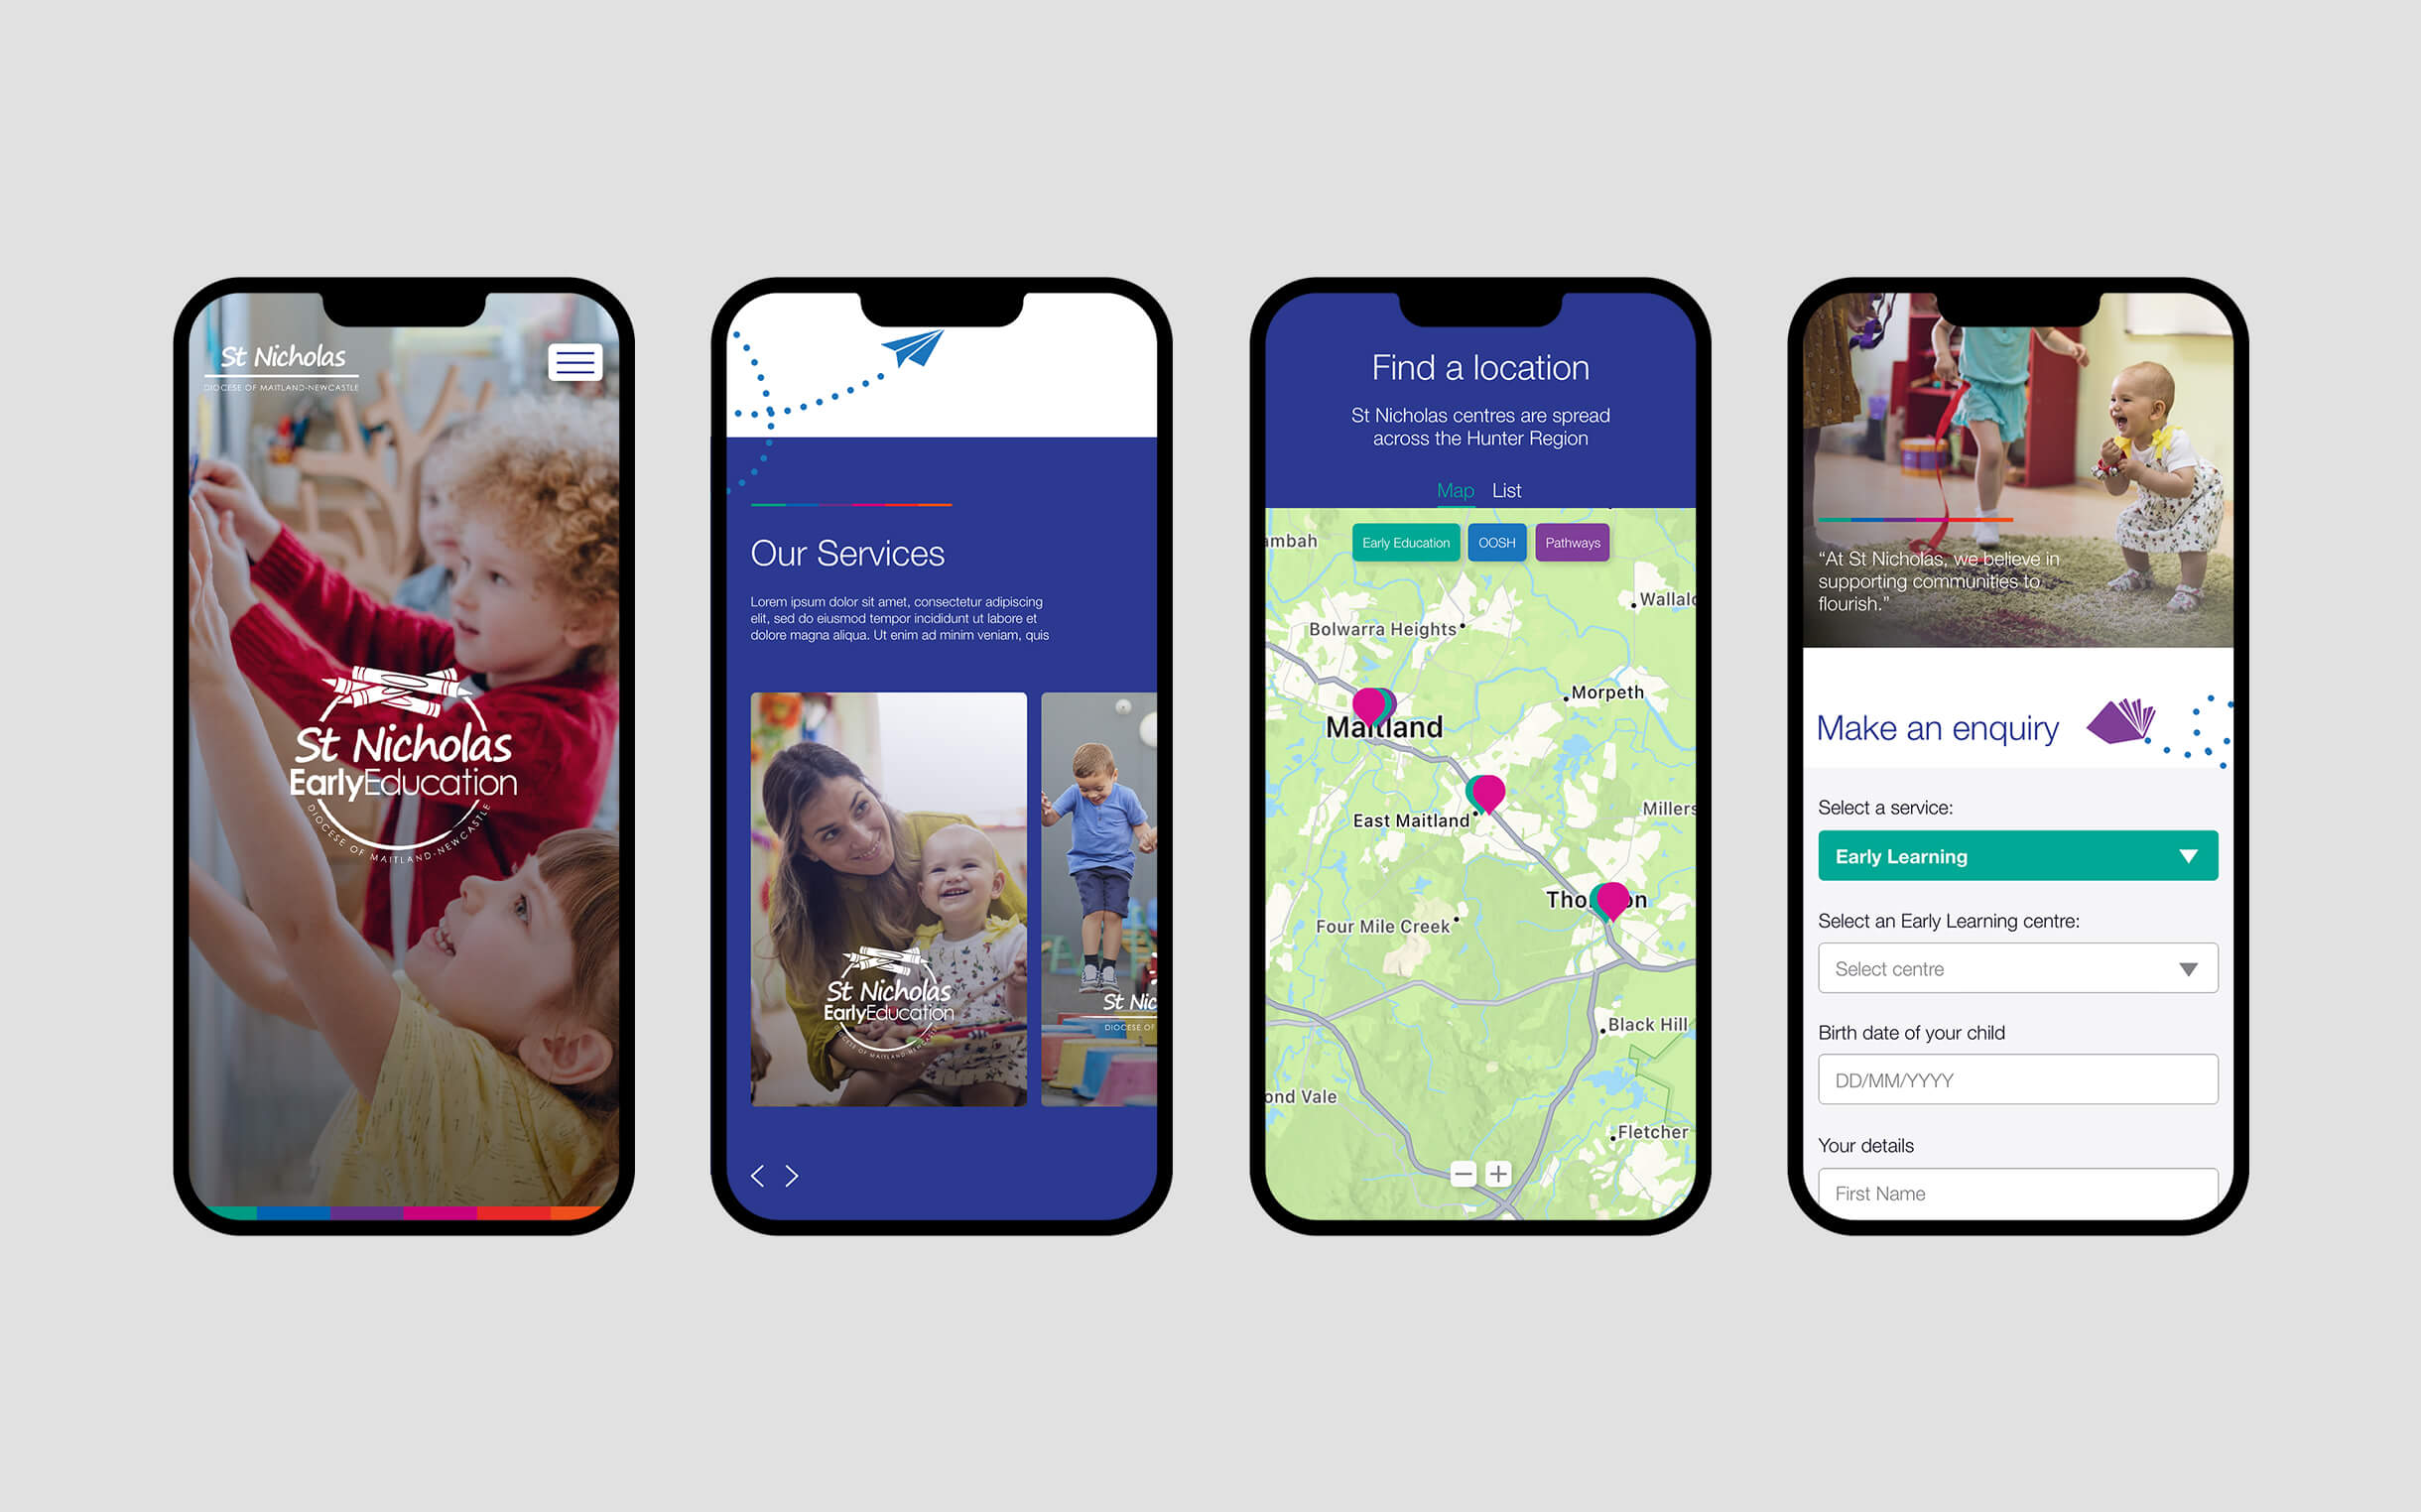 St Nicholas
DIOCESE OF MAITLAND-NEWCASTLE
St Nicholas
EarlyEducation
DIOCESE OF MAITLAND-NEWCASTLE
Our Services
Lorem ipsum dolor sit amet, consectetur adipiscing
elit, sed do eiusmod tempor incididunt ut labore et
dolore magna aliqua. Ut enim ad minim veniam, quis
St Nicholas
EarlyEducation
DIOCESE OF MAITLAND-NEWCASTLE
St Nic
DIOCESE OF
Find a location
St Nicholas centres are spread
across the Hunter Region
Map List
Early Education OOSH Pathways
ambah
Wallal
Bolwarra Heights
Morpeth
Maitland
Millers
East Maitland
Four Mile Creek
Black Hill
ond Vale
Fletcher
“At St Nicholas, we believe in
supporting communities to
flourish.”
Make an enquiry
Select a service:
Early Learning
Select an Early Learning centre:
Select centre
Birth date of your child
DD/MM/YYYY
Your details
First Name